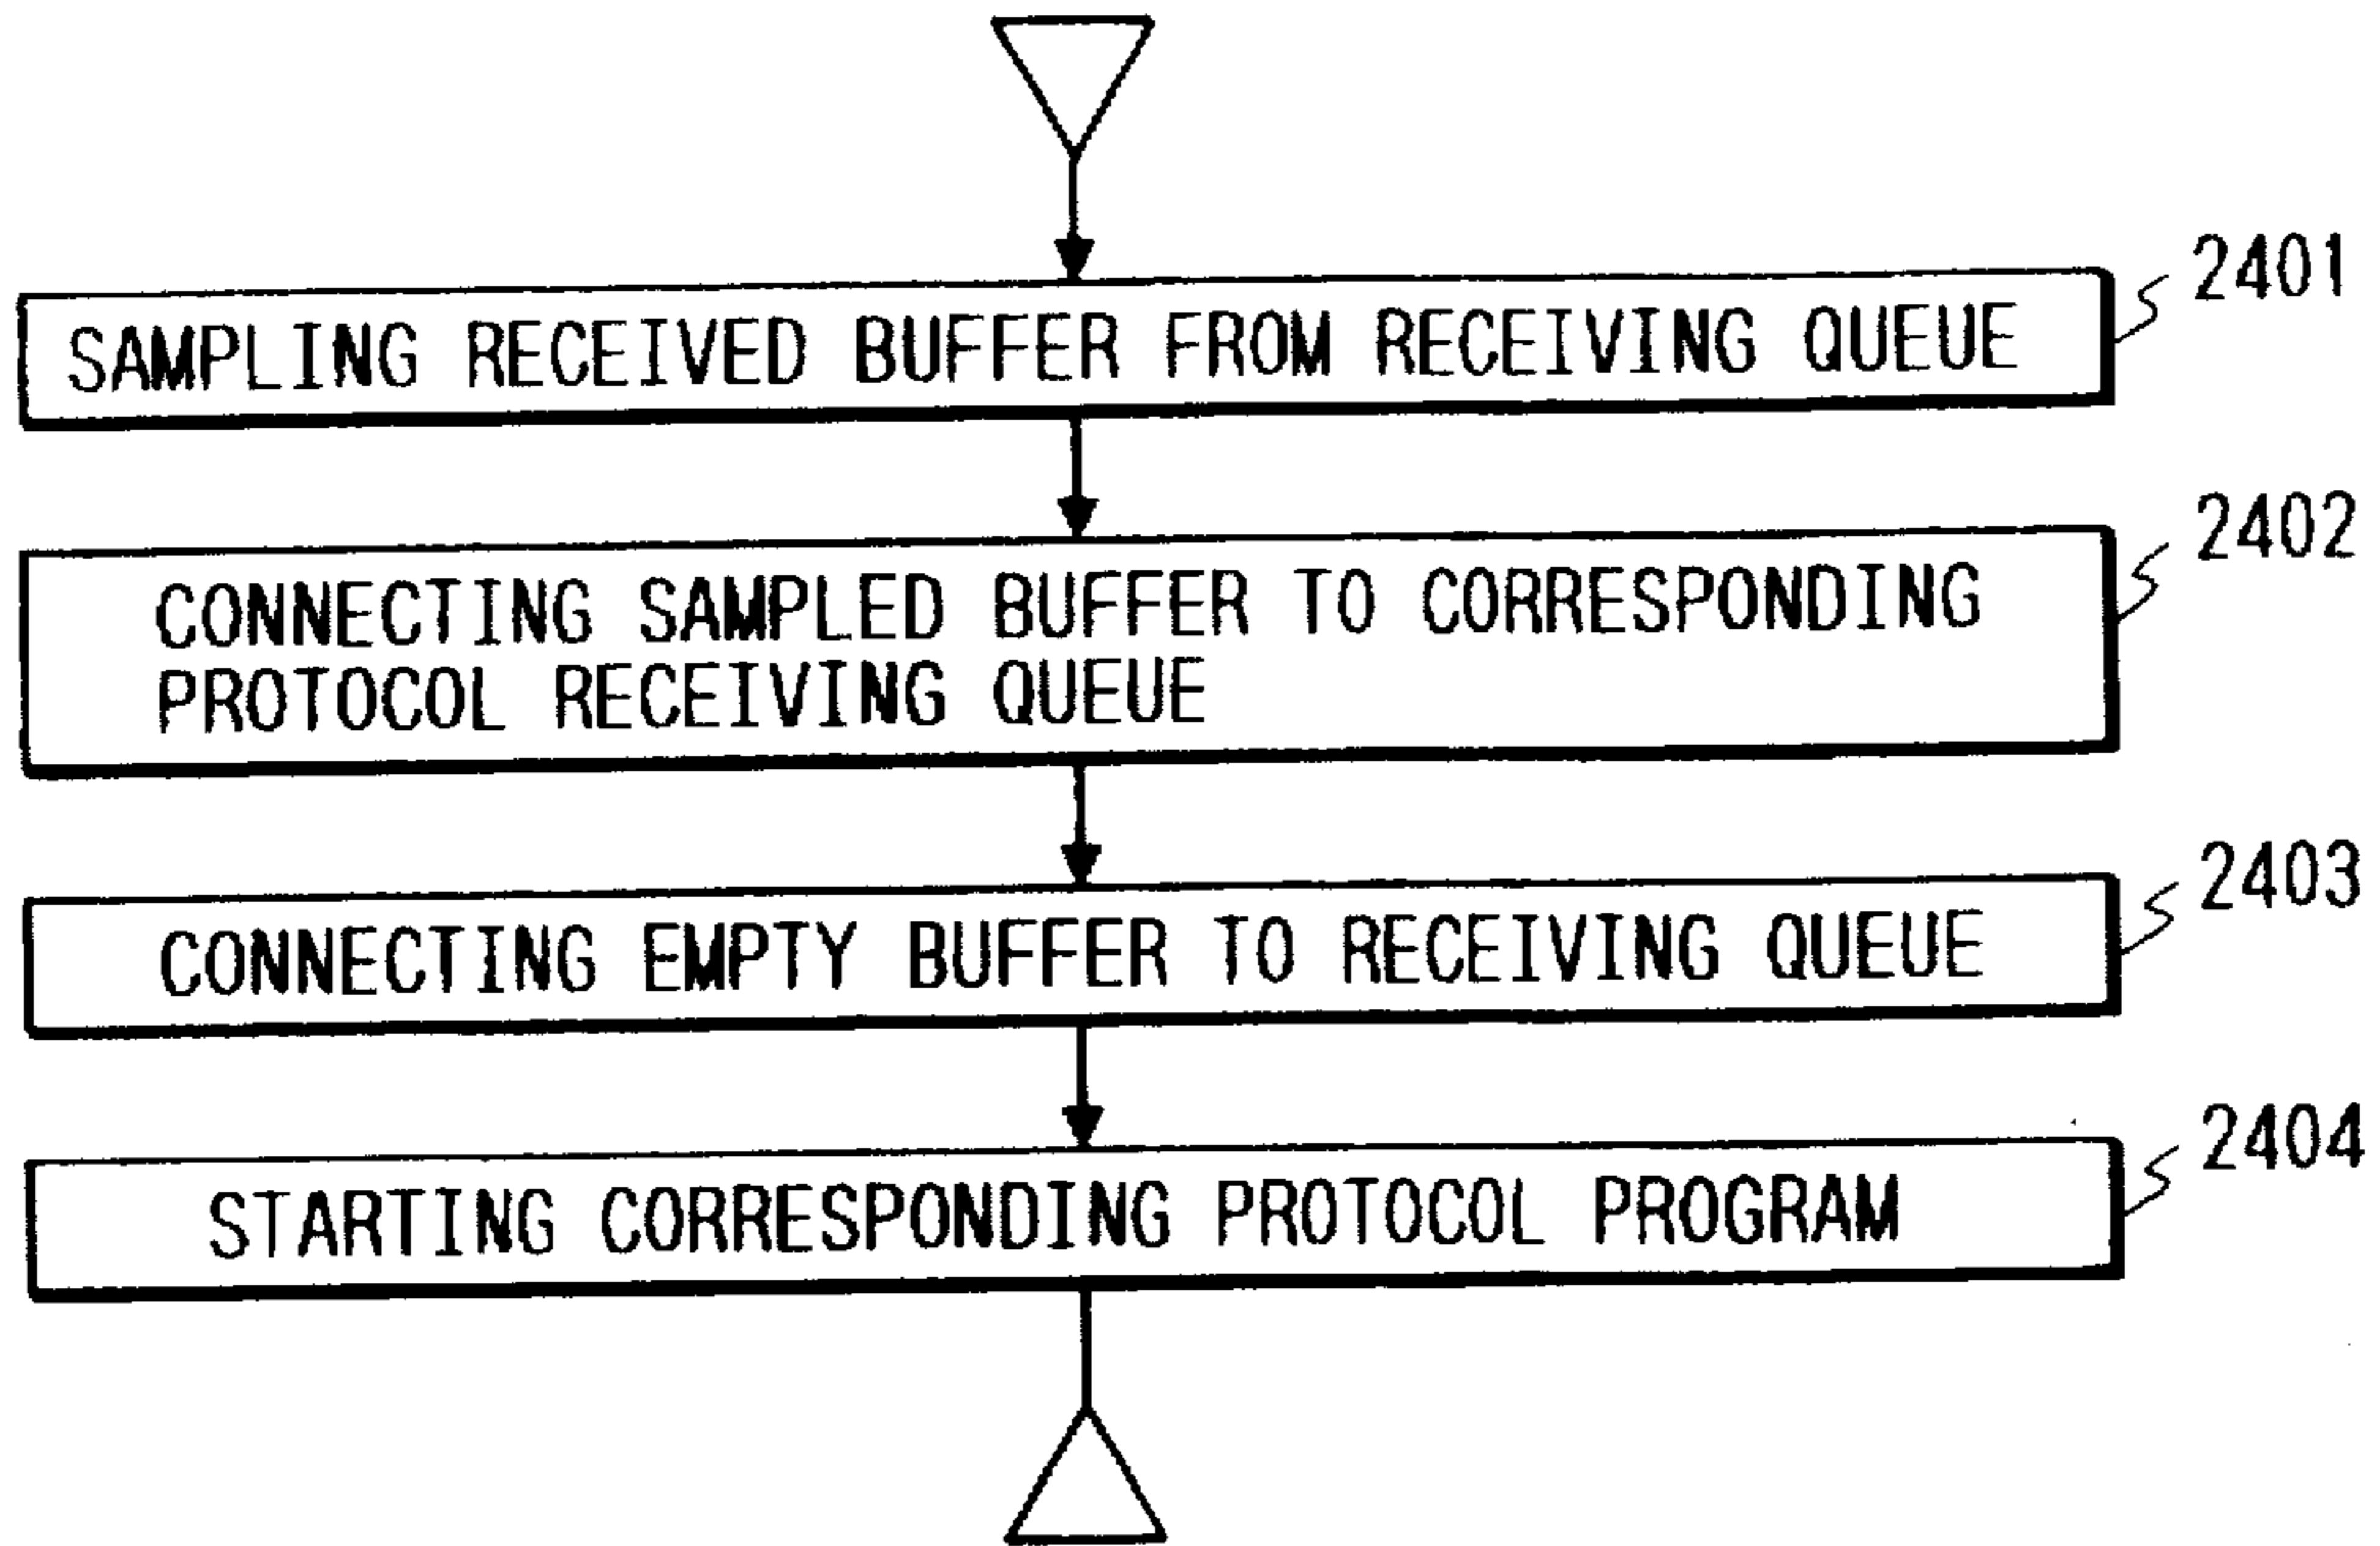 2401
SAMPLING RECEIVED BUFFER FROM RECEIVING QUEUE
2402
CONNECTING SAMPLED BUFFER TO CORRESPONDING
PROTOCOL RECEIVING QUEUE
2403
CONNECTING EMPTY BUFFER TO RECEIVING QUEUE
2404
STARTING CORRESPONDING PROTOCOL PROGRAM